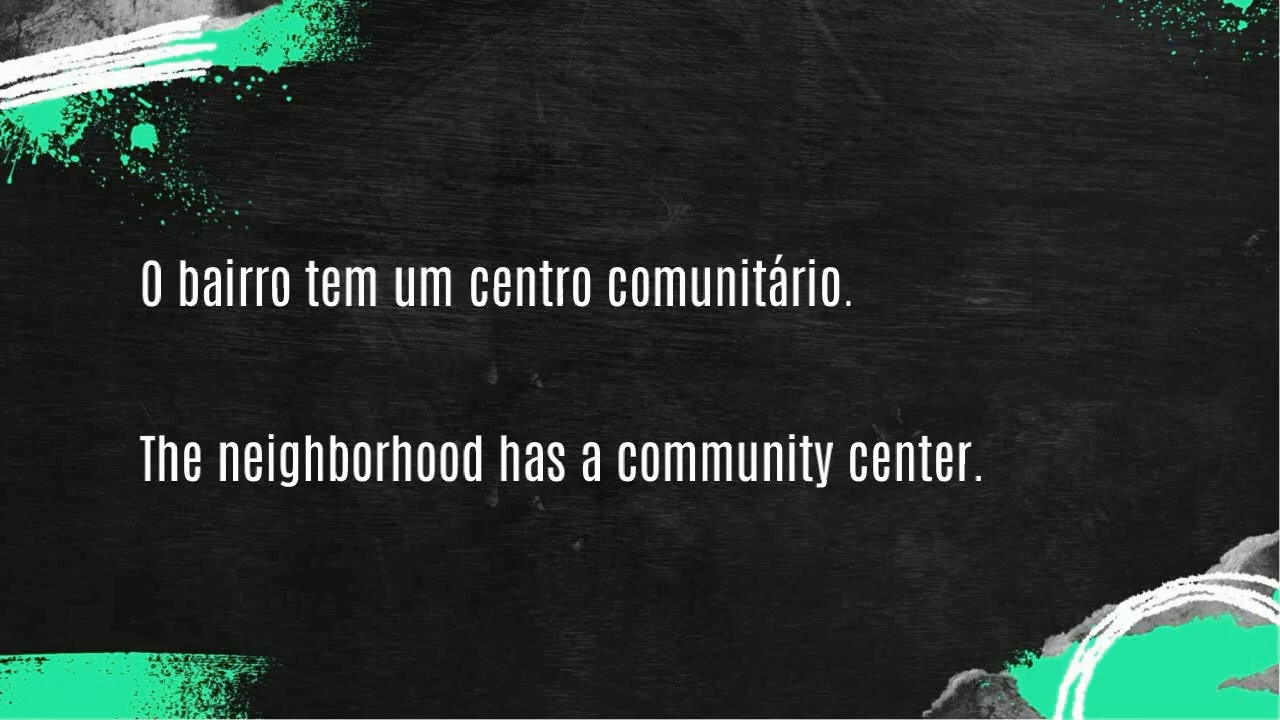 O bairro tem um centro comunitário.
The neighborhood has a community center.